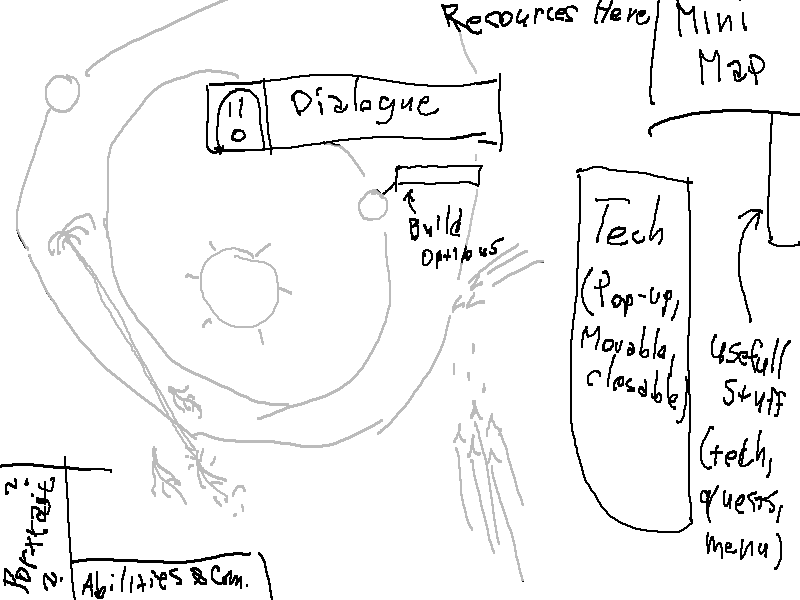 Resources Here
Mini
Map
Dialogue
Build
Options
Tech
(Pop-up,
Movable,
closable)
usefull
stuff
(tech,
quests,
menu)
? Portrait ?
Abilities & Com.